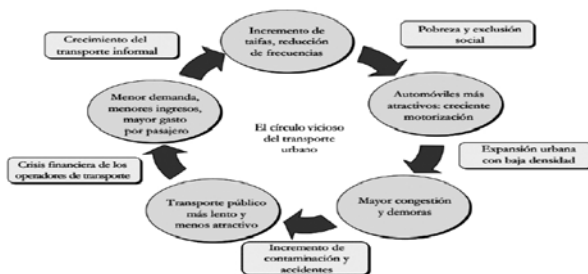 Crecimiento del
transporte informal
Incremento de
taifas, reducción
de frecuencias
Pobreza y exclusión
social
Menor demanda,
menores ingresos,
mayor gasto
por pasajero
Automóviles más
atractivos: creciente
motorización
El círculo vicioso
del transporte
urbano
Crisis financiera de los
operadores de transporte
Expansión urbana
con baja densidad
Transporte público
más lento y
menos atractivo
Mayor congestión
y demoras
Incremento de
contaminación y
accidentes